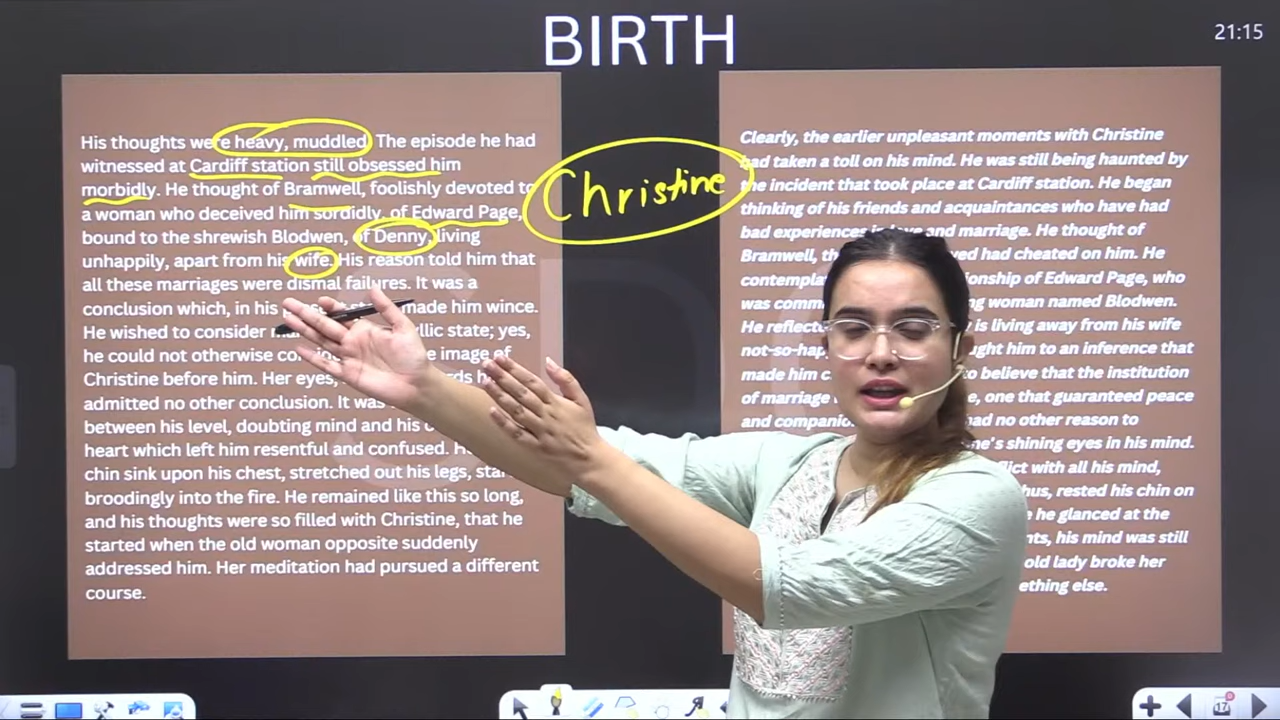 BIRTH
21:15
His thoughts were heavy, muddled. The episode he had
witnessed at Cardiff station still obsessed him
morbidly. He thought of Bramwell, foolishly devoted to
a woman who deceived him sordidly, of Edward Page,
bound to the shrewish Blodwen, of Denny, living
unhappily, apart from his wife. His reason told him that
all these marriages were dismal failures. It was a
conclusion which, in his made him wince.
He wished to consider yllic state; yes,
he could not otherwise e image of
Christine before him. Her eyes,
admitted no other conclusion. It was
between his level, doubting mind and his
heart which left him resentful and confused.
chin sink upon his chest, stretched out his legs,
broodingly into the fire. He remained like this so long,
and his thoughts were so filled with Christine, that he
started when the old woman opposite suddenly
addressed him. Her meditation had pursued a different
course.
Christine
Clearly, the earlier unpleasant moments with Christine
had taken a toll on his mind. He was still being haunted by
the incident that took place at Cardiff station. He began
thinking of his friends and acquaintances who have had
bad experiences in love and marriage. He thought of
Bramwell, had cheated on him. He
ionship of Edward Page, who
was woman named Blodwen.
He is living away from his wife
him to an inference that
made him to believe that the institution
of marriage one that guaranteed peace
and had no other reason to
shining eyes in his mind.
with all his mind,
rested his chin on
he glanced at the
his mind was still
old lady broke her
else.
17